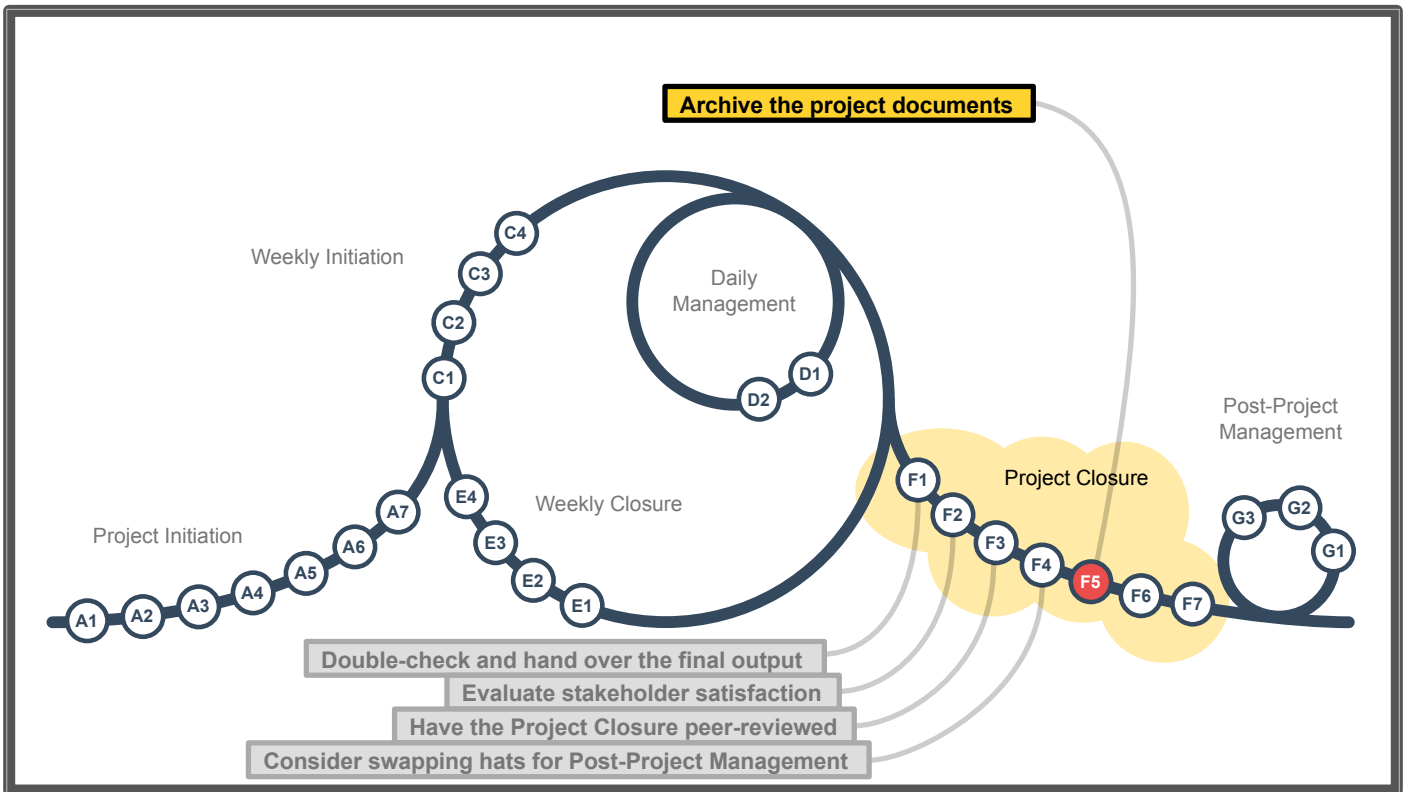 Archive the project documents
Weekly Initiation
C4
C3
C2
C1
Daily
Management
D1
D2
Post-Project
Management
Project Closure
Weekly Closure
Project Initiation
A1
A2
A3
A4
A5
A6
A7
E4
E3
E2
E1
F1
F2
F3
F4
F5
F6
F7
G3
G2
G1
Double-check and hand over the final output
Evaluate stakeholder satisfaction
Have the Project Closure peer-reviewed
Consider swapping hats for Post-Project Management